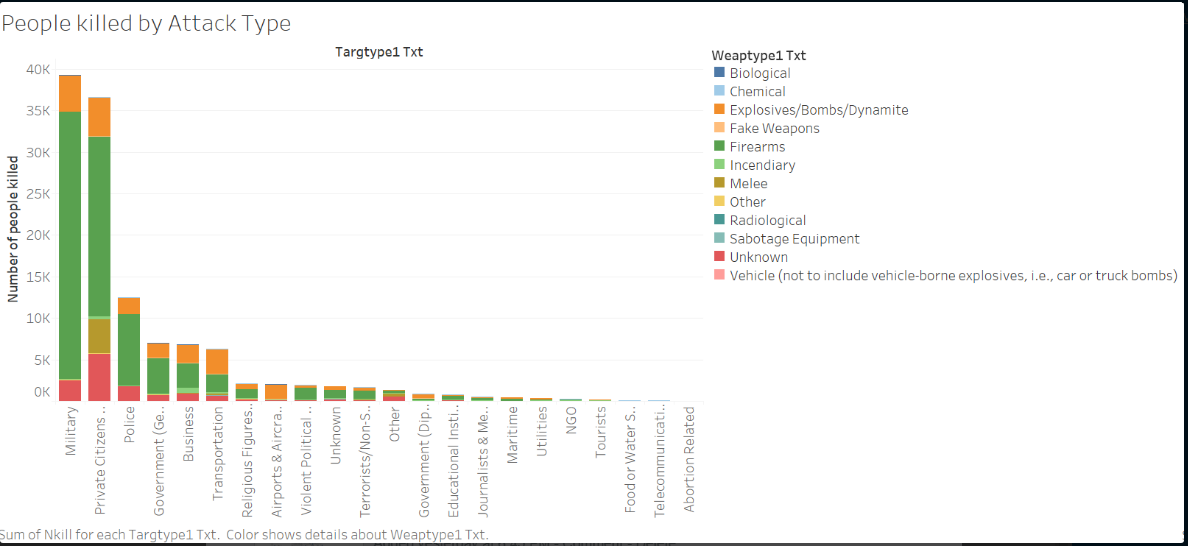 People killed by Attack Type
Targtype1 Txt
Number of people killed
40K
35K
30K
25K
20K
15K
10K
5K
0K
Military
Private Citizens ..
Police
Government (Ge..
Business
Transportation
Religious Figures..
Airports & Aircra..
Violent Political ..
Unknown
Terrorists/Non-S..
Other
Government (Dip..
Educational Insti..
Journalists & Me..
Maritime
Utilities
NGO
Tourists
Food or Water S..
Telecommunicati..
Abortion Related
Weaptype1 Txt
Biological
Chemical
Explosives/Bombs/Dynamite
Fake Weapons
Firearms
Incendiary
Melee
Other
Radiological
Sabotage Equipment
Unknown
Vehicle (not to include vehicle-borne explosives, i.e., car or truck bombs)
Sum of Nkill for each Targtype1 Txt. Color shows details about Weaptype1 Txt.